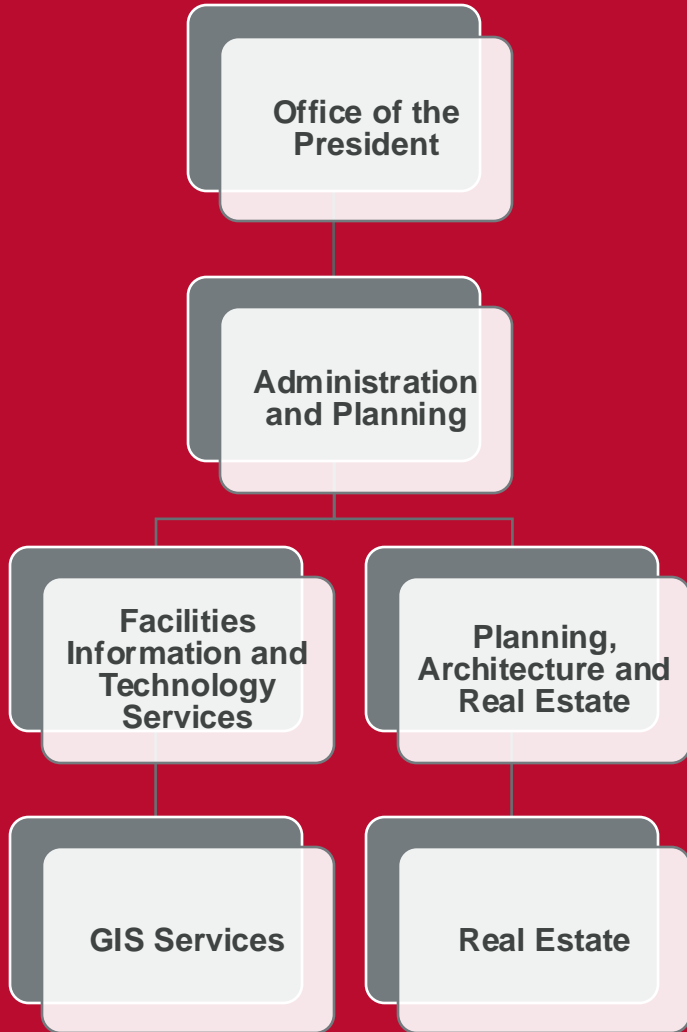 Office of the
President
Administration
and Planning
Facilities
Information and
Technology
Services
Planning,
Architecture and
Real Estate
GIS Services
Real Estate